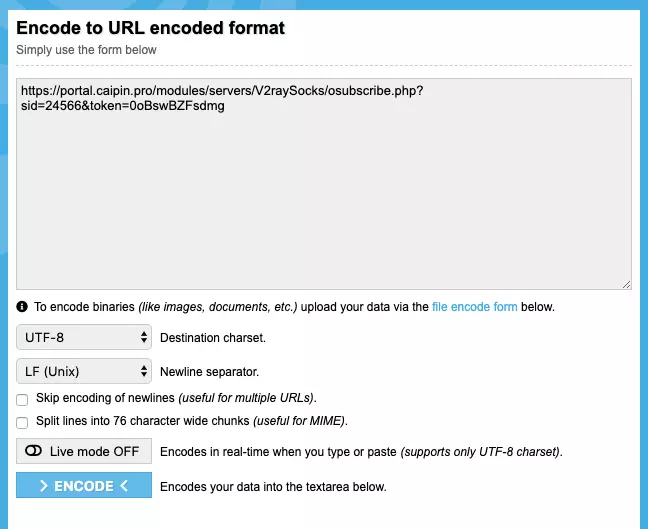 Encode to URL encoded format
Simply use the form below
https://portal.caipin.pro/modules/servers/V2raySocks/osubscribe.php?
sid=24566&token=0oBswBZFsdmg
To encode binaries (like images, documents, etc.) upload your data via the file encode form below.
UTF-8 Destination charset.
LF (Unix) Newline separator.
Skip encoding of newlines (useful for multiple URLs).
Split lines into 76 character wide chunks (useful for MIME).
Live mode OFF Encodes in real-time when you type or paste (supports only UTF-8 charset).
> ENCODE < Encodes your data into the textarea below.